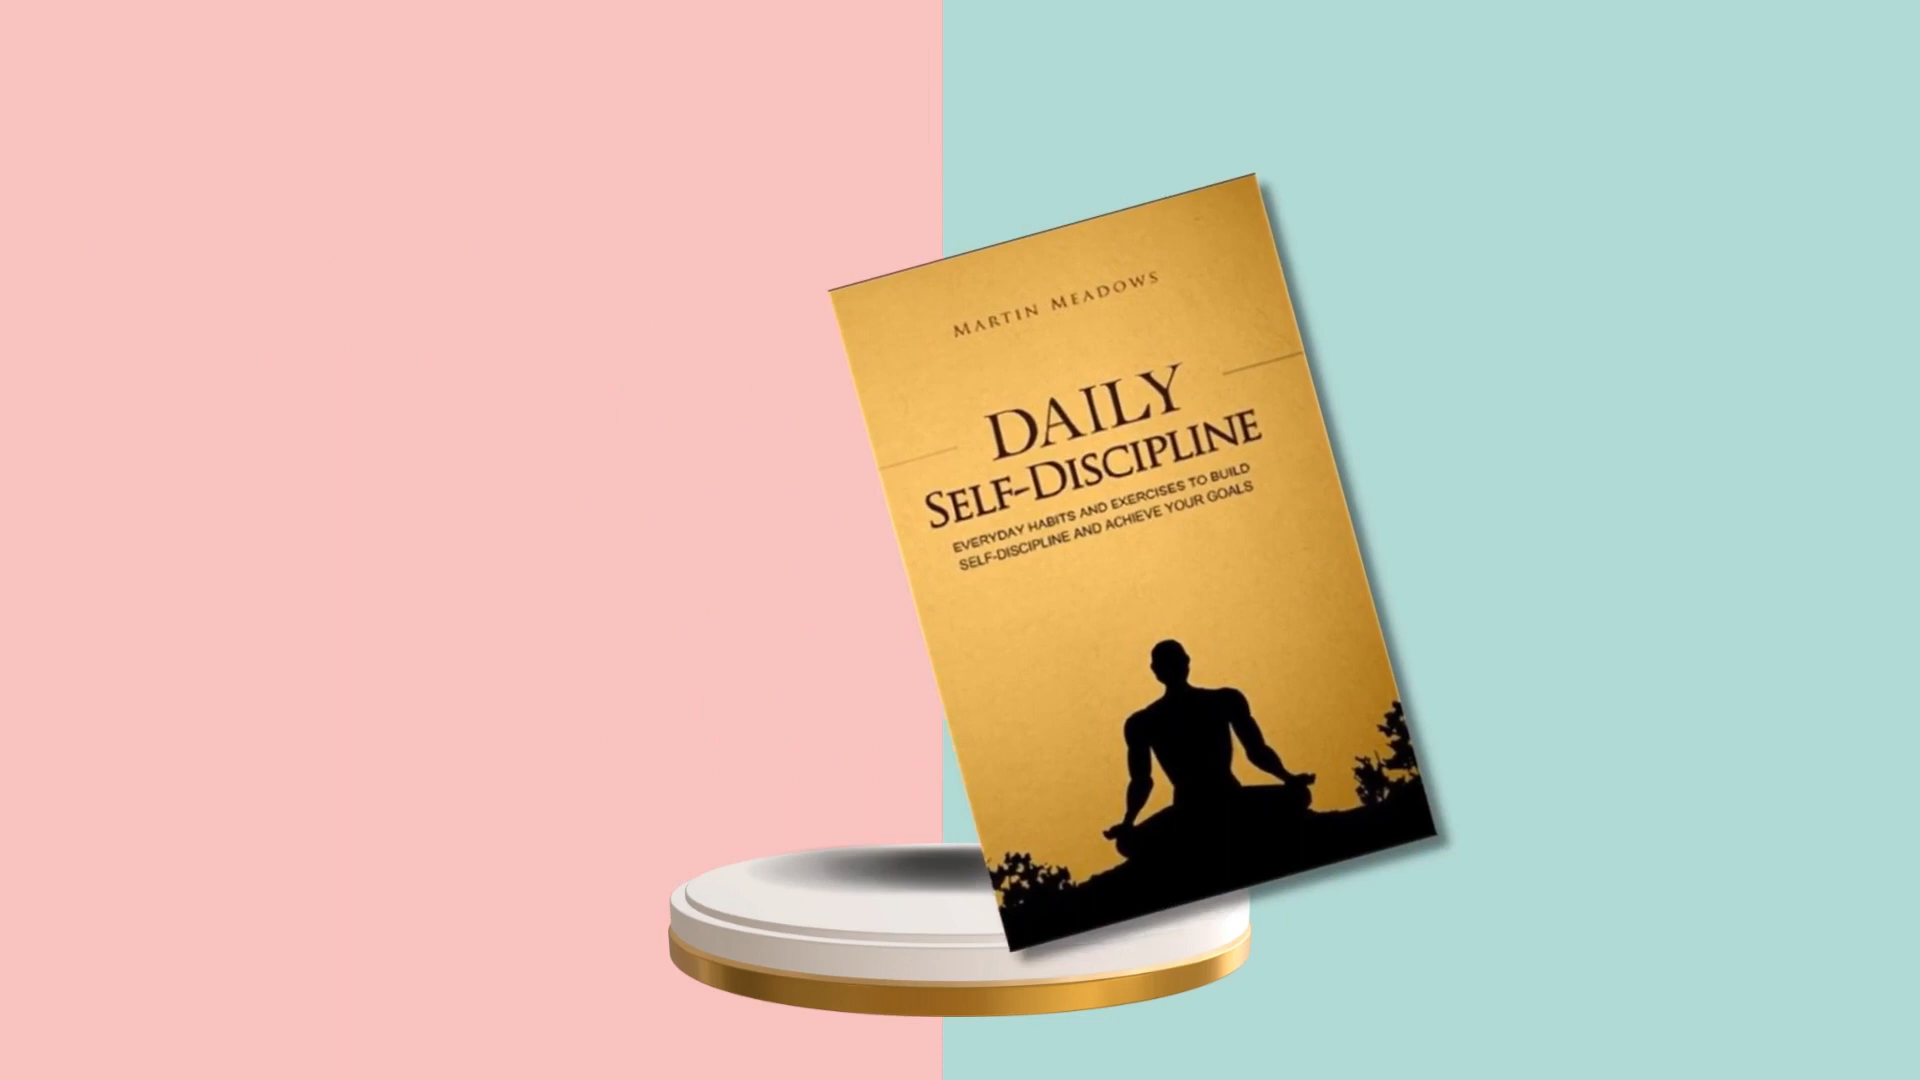 MARTIN MEADOWS
DAILY
SELF-DISCIPLINE
EVERYDAY HABITS AND EXERCISES TO BUILD
SELF-DISCIPLINE AND ACHIEVE YOUR GOALS